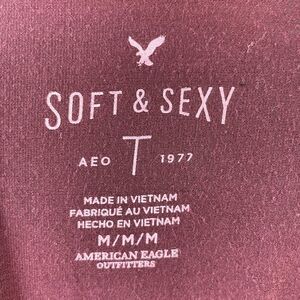 SOFT & SEXY
AEO T 1977
MADE IN VIETNAM
FABRIQUÉ AU VIETNAM
HECHO EN VIETNAM
M/M/M
AMERICAN EAGLE
OUTFITTERS